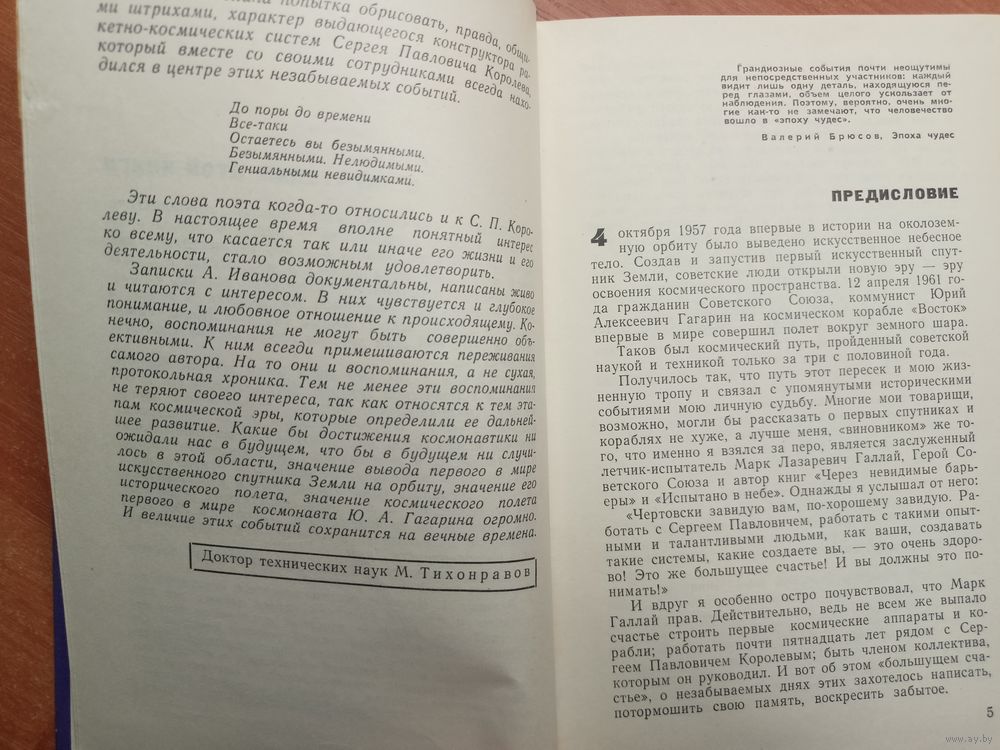 попытка обрисовать, правда, общи-
ми штрихами, характер выдающегося конструктора ра-
кетно-космических систем Сергея Павловича Королева,
который вместе со своими сотрудниками всегда нахо-
дился в центре этих незабываемых событий.
До поры до времени
Все-таки
Остаетесь вы безымянными.
Безымянными. Нелюдимыми.
Гениальными невидимками.
Эти слова поэта когда-то относились и к С. П. Коро-
леву. В настоящее время вполне понятный интерес
ко всему, что касается так или иначе его жизни и его
деятельности, стало возможным удовлетворить.
Записки А. Иванова документальны, написаны живо
и читаются с интересом. В них чувствуется и глубокое
понимание, и любовное отношение к происходящему. Ко-
нечно, воспоминания не могут быть совершенно объ-
ективными. К ним всегда примешиваются переживания
самого автора. На то они и воспоминания, а не сухая,
протокольная хроника. Тем не менее эти воспоминания
не теряют своего интереса, так как относятся к тем эта-
пам космической эры, которые определили ее дальней-
шее развитие. Какие бы достижения космонавтики ни
ожидали нас в будущем, что бы в будущем ни случи-
лось в этой области, значение вывода первого в мире
искусственного спутника Земли на орбиту, значение его
исторического полета, значение космического полета
первого в мире космонавта Ю. А. Гагарина огромно.
И величие этих событий сохранится на вечные времена.
Доктор технических наук М. Тихонравов
Грандиозные события почти неощутимы
для непосредственных участников: каждый
видит лишь одну деталь, находящуюся пе-
ред глазами, объем целого ускользает от
наблюдения. Поэтому, вероятно, очень мно-
гие как-то не замечают, что человечество
вошло в «эпоху чудес».
Валерий Брюсов, Эпоха чудес
ПРЕДИСЛОВИЕ
4 октября 1957 года впервые в истории на околозем-
ную орбиту было выведено искусственное небесное
тело. Создав и запустив первый искусственный спут-
ник Земли, советские люди открыли новую эру — эру
освоения космического пространства. 12 апреля 1961 го-
да гражданин Советского Союза, коммунист Юрий
Алексеевич Гагарин на космическом корабле «Восток»
впервые в мире совершил полет вокруг земного шара.
Таков был космический путь, пройденный советской
наукой и техникой только за три с половиной года.
Получилось так, что путь этот пересек и мою жиз-
ненную тропу и связал с упомянутыми историческими
событиями мою личную судьбу. Многие мои товарищи,
возможно, могли бы рассказать о первых спутниках и
кораблях не хуже, а лучше меня, «виновником» же то-
го, что именно я взялся за перо, является заслуженный
летчик-испытатель Марк Лазаревич Галлай, Герой Со-
ветского Союза и автор книг «Через невидимые барь-
еры» и «Испытано в небе». Однажды я услышал от него:
«Чертовски завидую вам, по-хорошему завидую. Ра-
ботать с Сергеем Павловичем, работать с такими опыт-
ными и талантливыми людьми, как ваши, создавать
такие системы, какие создаете вы, — это очень здоро-
во! Это же большущее счастье! И вы должны это по-
нимать!»
И вдруг я особенно остро почувствовал, что Марк
Галлай прав. Действительно, ведь не всем же выпало
счастье строить первые космические аппараты и ко-
рабли; работать почти пятнадцать лет рядом с Сер-
геем Павловичем Королевым; быть членом коллектива,
которым он руководил. И вот об этом «большущем сча-
стье», о незабываемых днях этих захотелось написать,
потормошить свою память, воскресить забытое.
5
www.ay.by